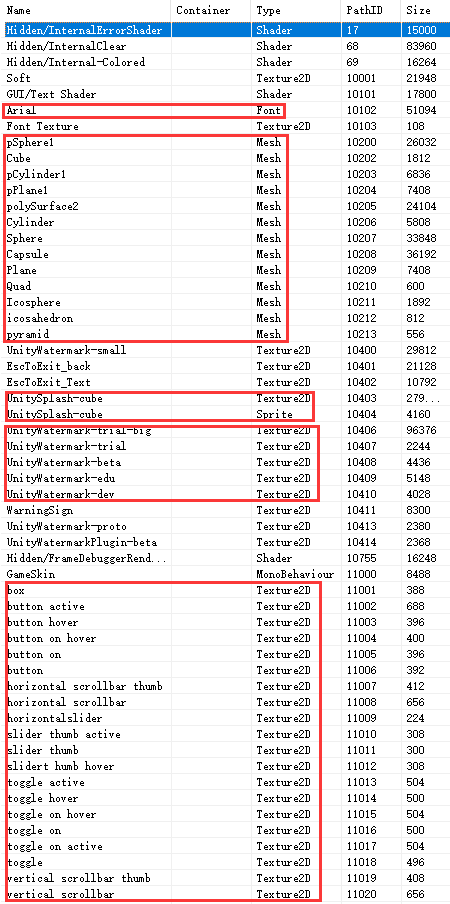 Name Container Type PathID Size
Hidden/InternalErrorShader Shader 17 15000
Hidden/InternalClear Shader 68 83960
Hidden/Internal-Colored Shader 69 16264
Soft Texture2D 10001 21948
GUI/Text Shader Shader 10101 17800
Arial Font 10102 51094
Font Texture Texture2D 10103 108
pSphere1 Mesh 10200 26032
Cube Mesh 10202 1812
pCylinder1 Mesh 10203 6836
pPlane1 Mesh 10204 7408
polySurface2 Mesh 10205 24104
Cylinder Mesh 10206 5808
Sphere Mesh 10207 33848
Capsule Mesh 10208 36192
Plane Mesh 10209 7408
Quad Mesh 10210 600
Icosphere Mesh 10211 1892
icosahedron Mesh 10212 812
pyramid Mesh 10213 556
UnityWatermark-small Texture2D 10400 29812
EscToExit_back Texture2D 10401 21128
EscToExit_Text Texture2D 10402 10792
UnitySplash-cube Texture2D 10403 279...
UnitySplash-cube Sprite 10404 4160
UnityWatermark-trial-big Texture2D 10406 96376
UnityWatermark-trial Texture2D 10407 2244
UnityWatermark-beta Texture2D 10408 4436
UnityWatermark-edu Texture2D 10409 5148
UnityWatermark-dev Texture2D 10410 4028
WarningSign Texture2D 10411 8300
UnityWatermark-proto Texture2D 10413 2380
UnityWatermarkPlugin-beta Texture2D 10414 2368
Hidden/FrameDebuggerRend... Shader 10755 16248
GameSkin MonoBehaviour 11000 8488
box Texture2D 11001 388
button active Texture2D 11002 688
button hover Texture2D 11003 396
button on hover Texture2D 11004 400
button on Texture2D 11005 396
button Texture2D 11006 392
horizontal scrollbar thumb Texture2D 11007 412
horizontal scrollbar Texture2D 11008 656
horizontalslider Texture2D 11009 224
slider thumb active Texture2D 11010 308
slider thumb Texture2D 11011 300
slidert humb hover Texture2D 11012 308
toggle active Texture2D 11013 504
toggle hover Texture2D 11014 500
toggle on hover Texture2D 11015 504
toggle on Texture2D 11016 500
toggle on active Texture2D 11017 504
toggle Texture2D 11018 496
vertical scrollbar thumb Texture2D 11019 408
vertical scrollbar Texture2D 11020 656